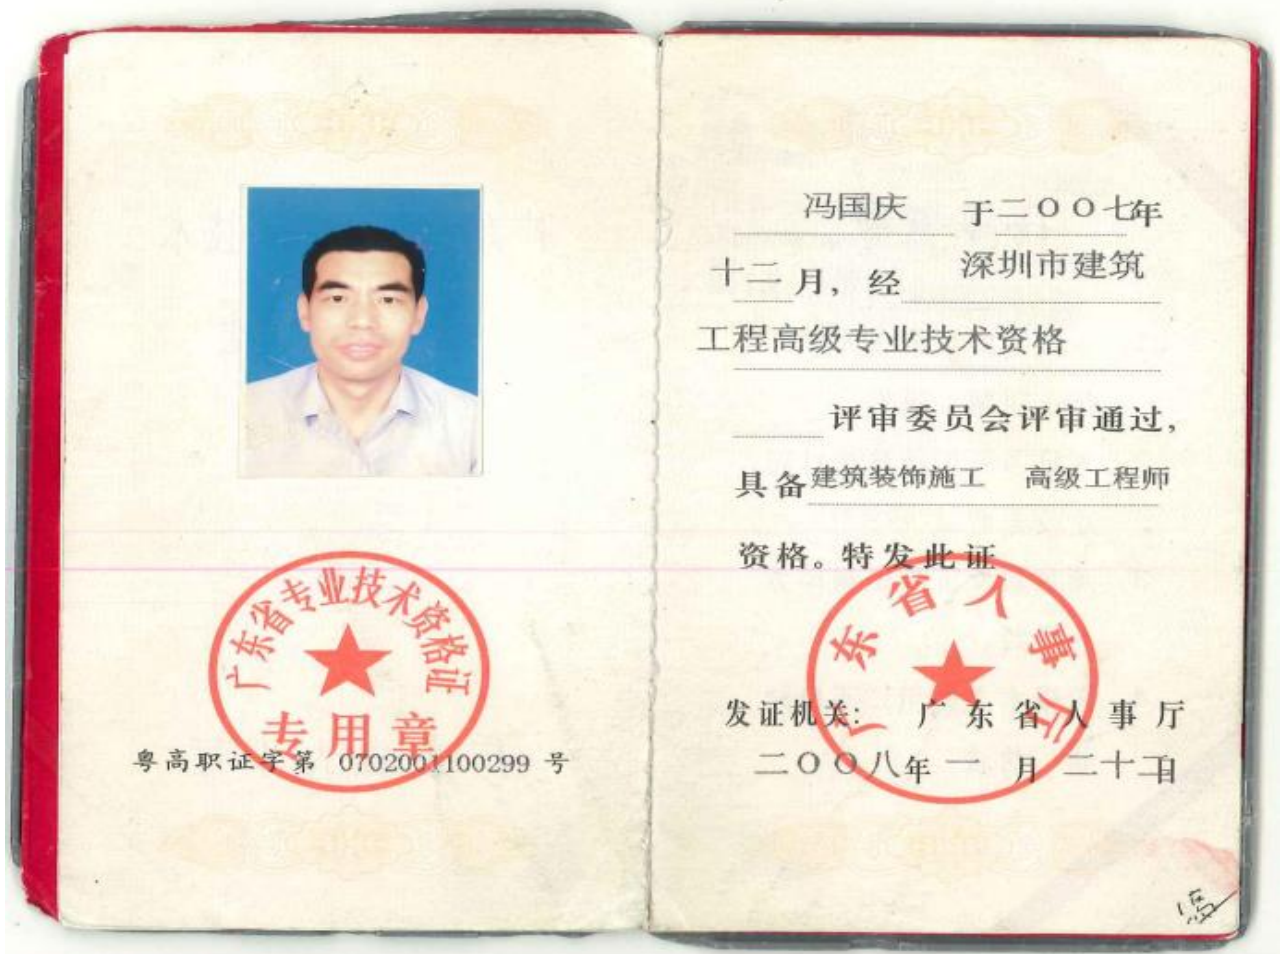 广东省专业技术资格证
专用章
粤高职证字第 0702001100299 号
冯国庆 于二〇〇七年
十二月，经 深圳市建筑
工程高级专业技术资格
评审委员会评审通过，
具备建筑装饰施工 高级工程师
资格。特发此证
广东省人事厅
发证机关: 广东省人事厅
二〇〇八年一月二十二日